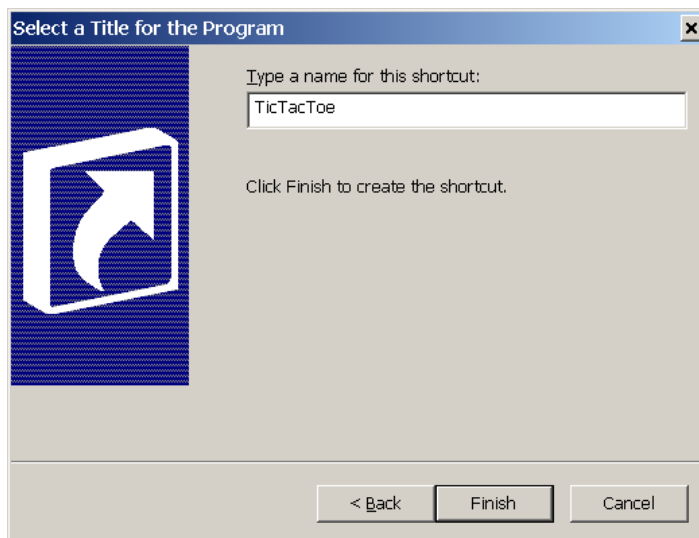 Select a Title for the Program
Type a name for this shortcut:
TicTacToe
Click Finish to create the shortcut.
< Back Finish Cancel